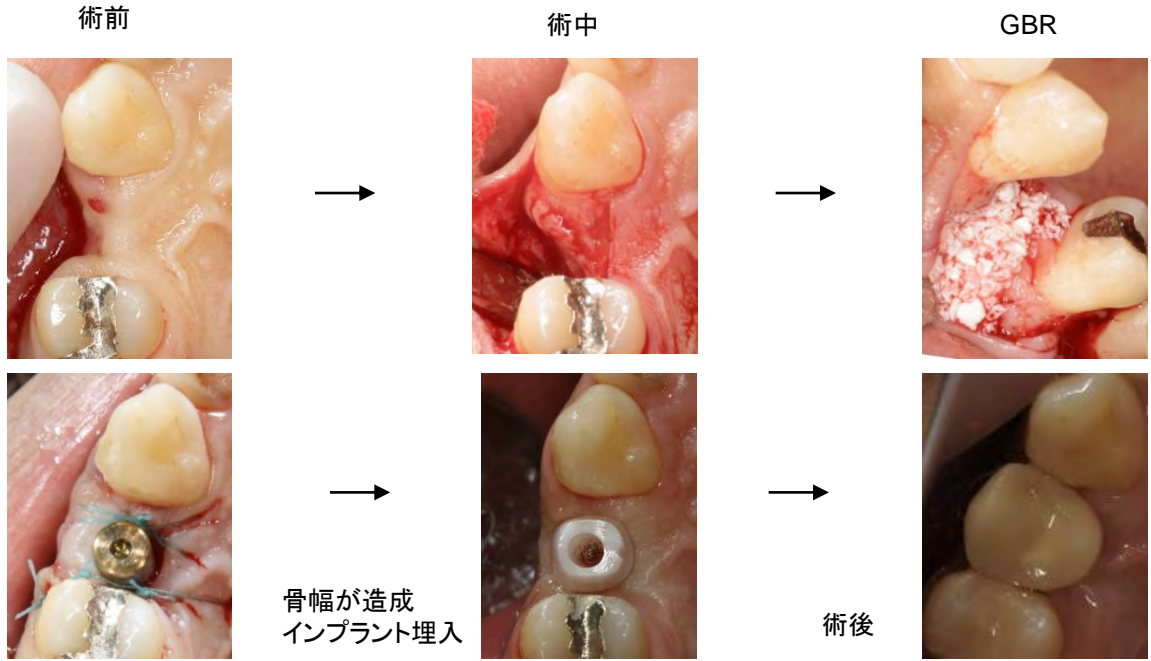 術前
術中
GBR
骨幅が造成
インプラント埋入
術後